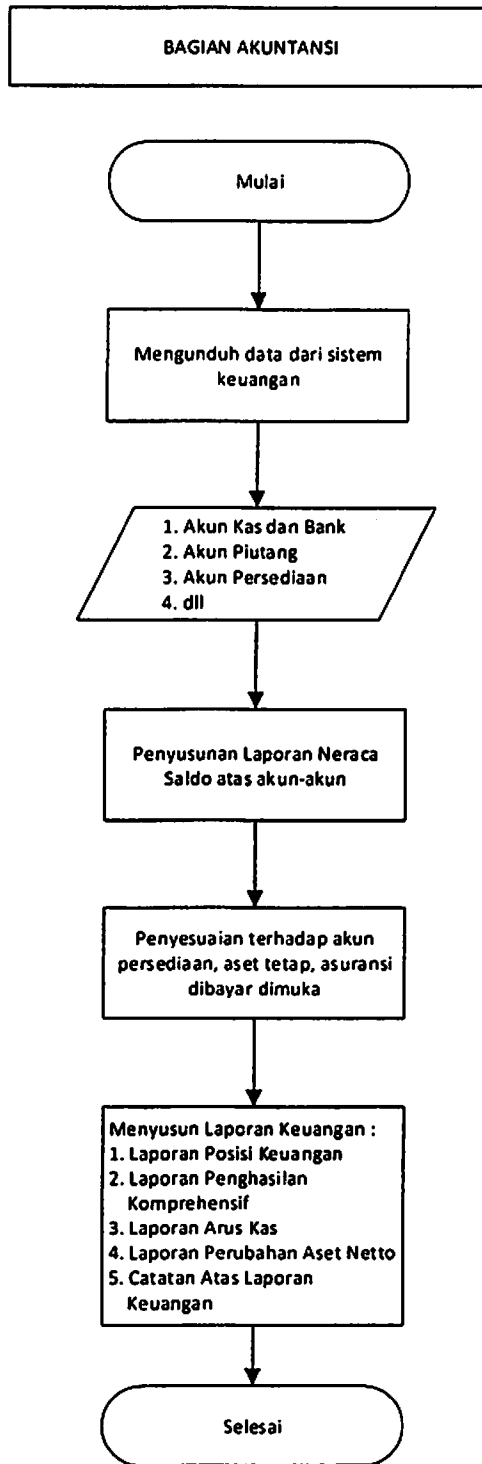 BAGIAN AKUNTANSI
Mulai
Mengunduh data dari sistem
keuangan
1. Akun Kas dan Bank
2. Akun Piutang
3. Akun Persediaan
4. dll
Penyusunan Laporan Neraca
Saldo atas akun-akun
Penyesuaian terhadap akun
persediaan, aset tetap, asuransi
dibayar dimuka
Menyusun Laporan Keuangan :
1. Laporan Posisi Keuangan
2. Laporan Penghasilan
Komprehensif
3. Laporan Arus Kas
4. Laporan Perubahan Aset Netto
5. Catatan Atas Laporan
Keuangan
Selesai